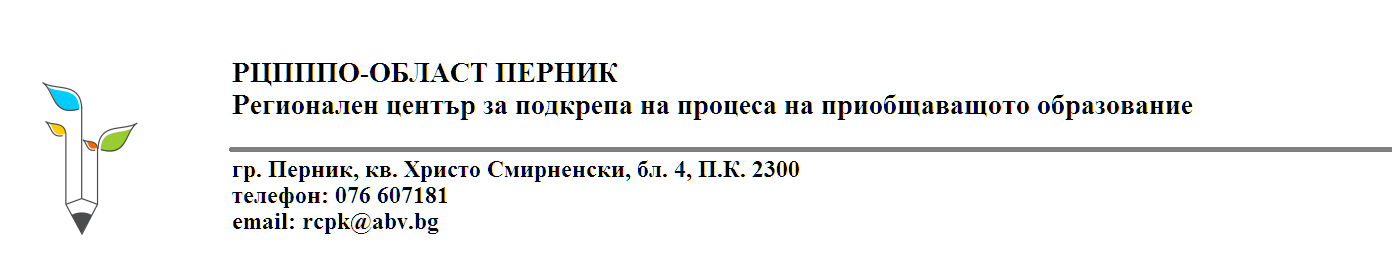 РЦПППО-ОБЛАСТ ПЕРНИК
Регионален център за подкрепа на процеса на приобщаващото образование
гр. Перник, кв. Христо Смирненски, бл. 4, П.К. 2300
телефон: 076 607181
email: rcpk@abv.bg